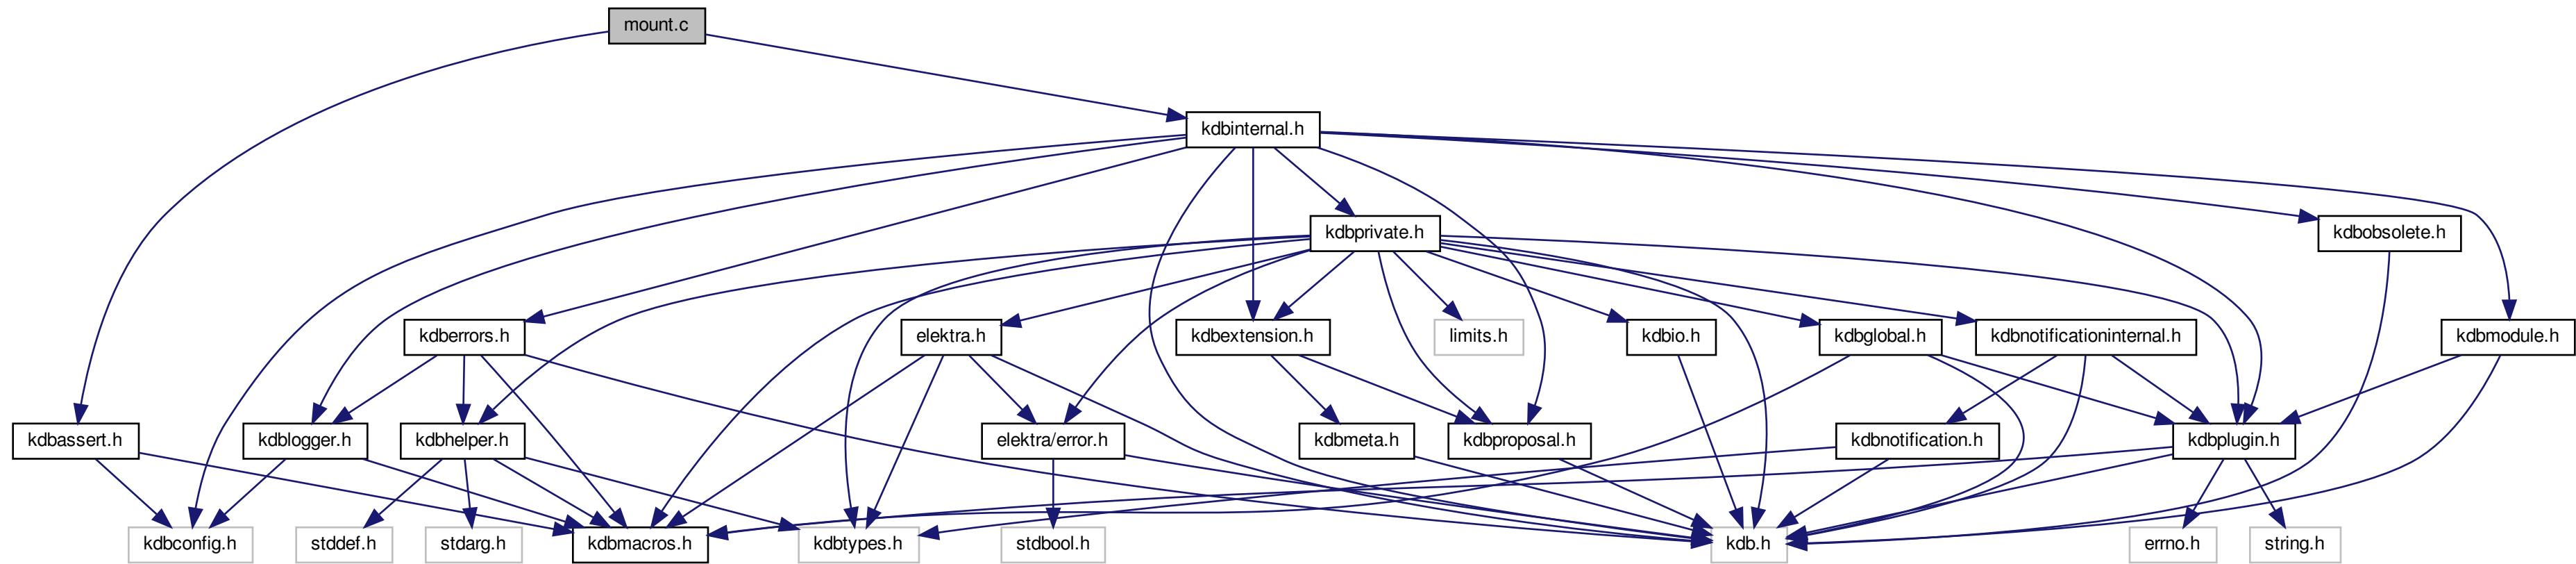 mount.c
kdbinternal.h
kdbprivate.h
kdbobsolete.h
kdberrors.h
elektra.h
kdbextension.h
limits.h
kdbio.h
kdbglobal.h
kdbnotificationinternal.h
kdbmodule.h
kdbassert.h
kdblogger.h
kdbhelper.h
elektra/error.h
kdbmeta.h
kdbproposal.h
kdbnotification.h
kdbplugin.h
kdbconfig.h
stddef.h
stdarg.h
kdbmacros.h
kdbtypes.h
stdbool.h
kdb.h
errno.h
string.h